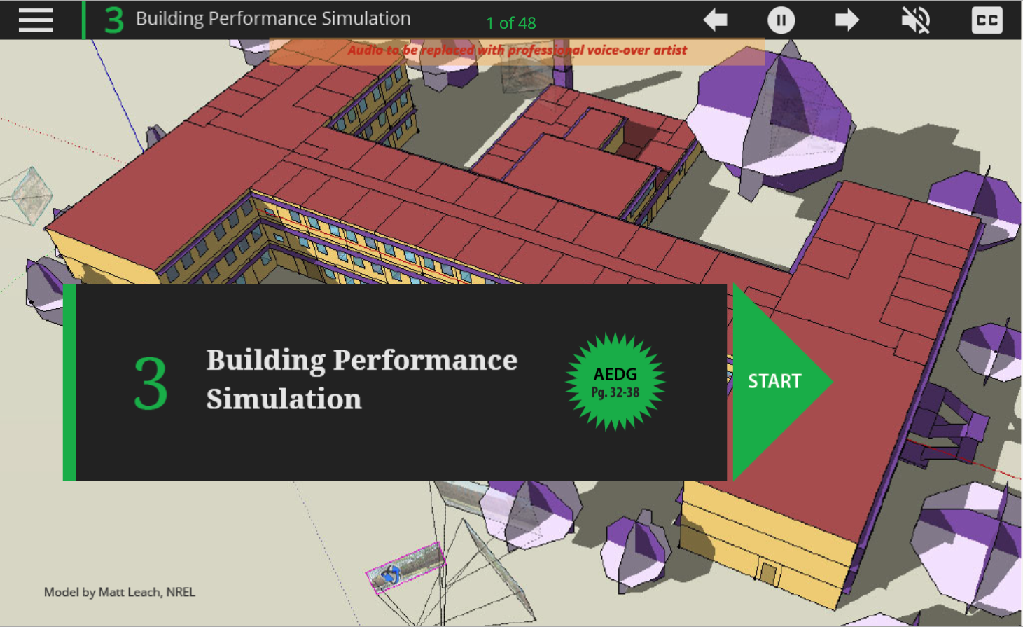 3 Building Performance Simulation 1 of 48 CC
Audio to be replaced with professional voice-over artist
3
Building Performance
Simulation
AEDG
Pg. 32-38
START
Model by Matt Leach, NREL